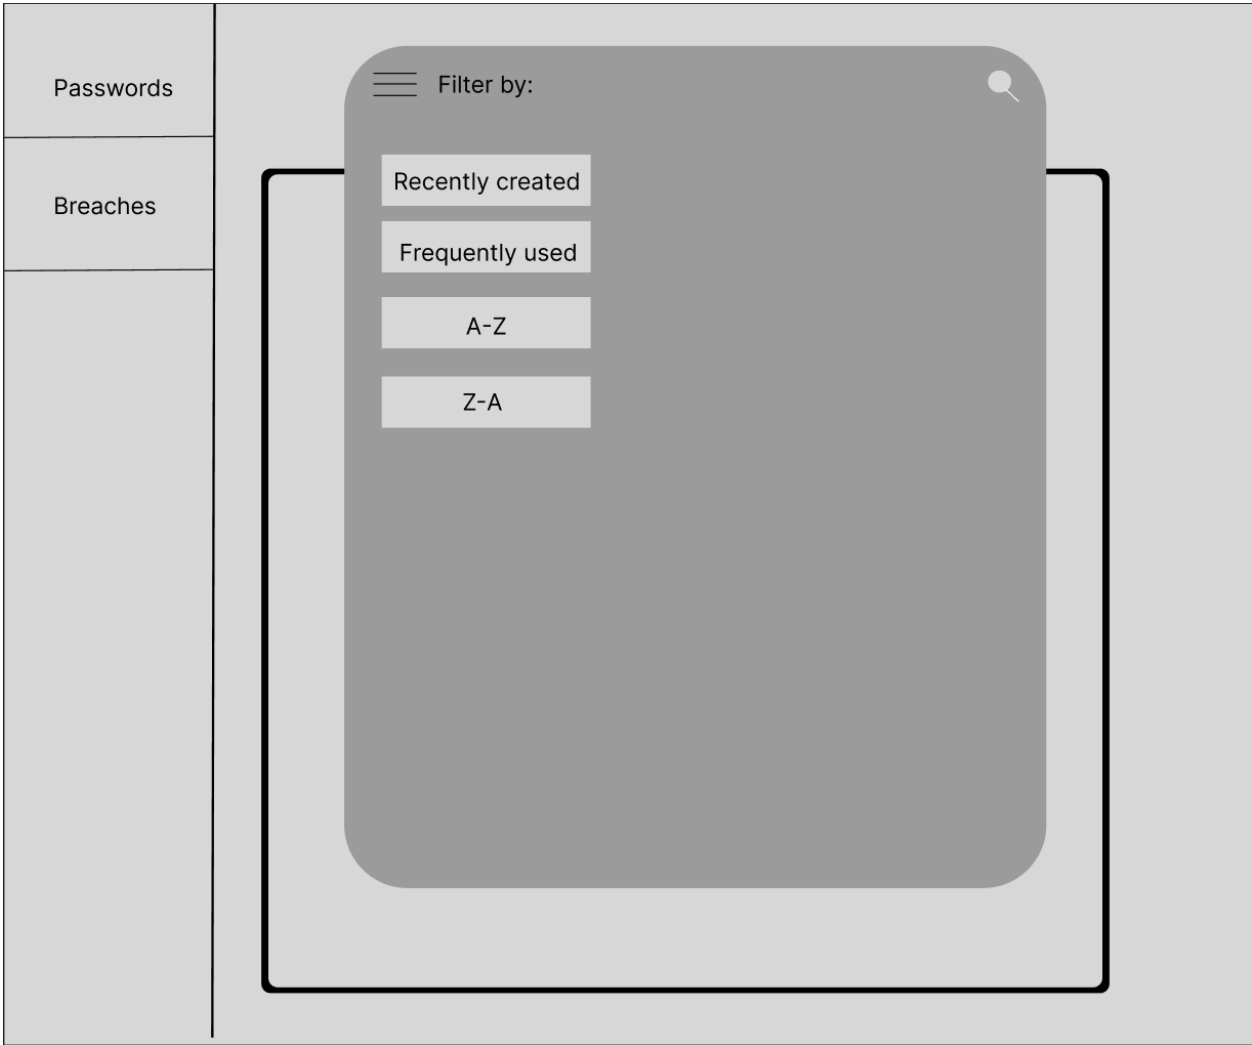 Passwords
Breaches
Filter by:
Recently created
Frequently used
A-Z
Z-A